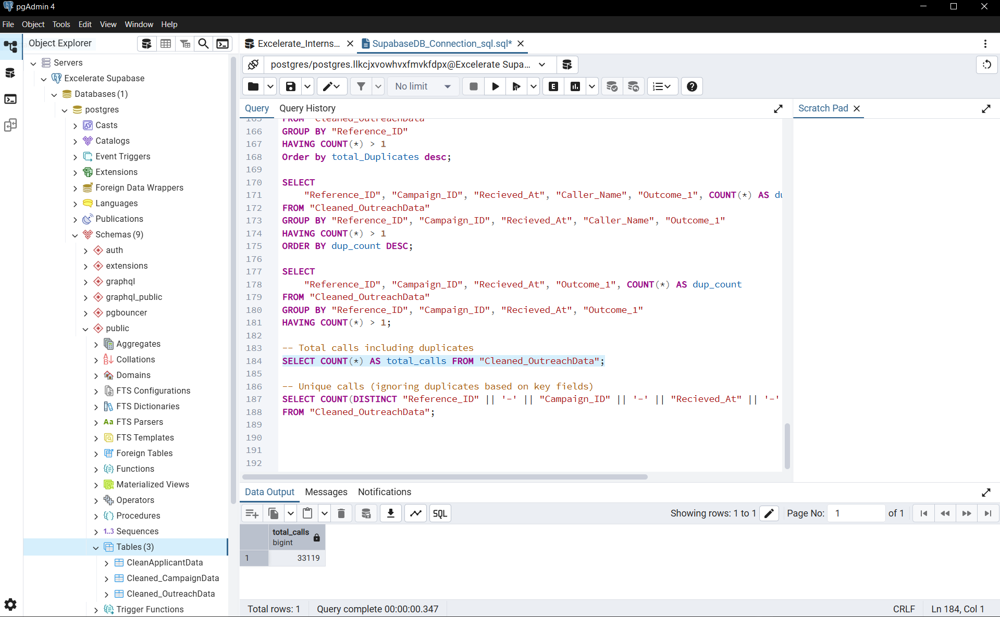 pgAdmin 4
File Object Tools Edit View Window Help
Object Explorer
Excelerate_Interns...
SupabaseDB_Connection_sql.sql*
postgres/postgres.llkcjxvowhvxfmvkfdpx@Excelerate Supa...
No limit
E
Query Query History
Scratch Pad
Servers
Excelerate Supabase
Databases (1)
postgres
Casts
Catalogs
Event Triggers
Extensions
Foreign Data Wrappers
Languages
Publications
Schemas (9)
auth
extensions
graphql
graphql_public
pgbouncer
public
Aggregates
Collations
Domains
FTS Configurations
FTS Dictionaries
FTS Parsers
FTS Templates
Foreign Tables
Functions
Materialized Views
Operators
Procedures
1..3 Sequences
Tables (3)
CleanApplicantData
Cleaned_CampaignData
Cleaned_OutreachData
Trigger Functions
165 FROM "Cleaned_OutreachData"
166 GROUP BY "Reference_ID"
167 HAVING COUNT(*) > 1
168 Order by total_Duplicates desc;
169
170 SELECT
171 "Reference_ID", "Campaign_ID", "Recieved_At", "Caller_Name", "Outcome_1", COUNT(*) AS du
172 FROM "Cleaned_OutreachData"
173 GROUP BY "Reference_ID", "Campaign_ID", "Recieved_At", "Caller_Name", "Outcome_1"
174 HAVING COUNT(*) > 1
175 ORDER BY dup_count DESC;
176
177 SELECT
178 "Reference_ID", "Campaign_ID", "Recieved_At", "Outcome_1", COUNT(*) AS dup_count
179 FROM "Cleaned_OutreachData"
180 GROUP BY "Reference_ID", "Campaign_ID", "Recieved_At", "Outcome_1"
181 HAVING COUNT(*) > 1;
182
183 -- Total calls including duplicates
184 SELECT COUNT(*) AS total_calls FROM "Cleaned_OutreachData";
185
186 -- Unique calls (ignoring duplicates based on key fields)
187 SELECT COUNT(DISTINCT "Reference_ID" || '-' || "Campaign_ID" || '-' || "Recieved_At" || '-'
188 FROM "Cleaned_OutreachData";
189
190
191
192
Data Output Messages Notifications
SQL
Showing rows: 1 to 1
Page No: 1 of 1
total_calls
bigint
1 33119
Total rows: 1
Query complete 00:00:00.347
CRLF
Ln 184, Col 1